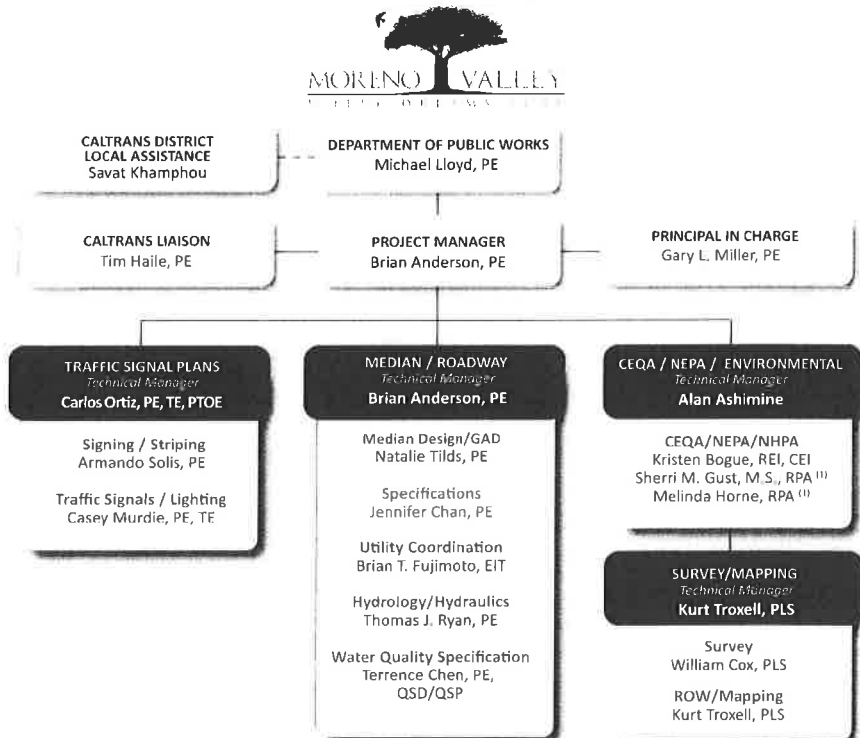 MORENO VALLEY
CALTRANS DISTRICT
LOCAL ASSISTANCE
Savat Khamphou
DEPARTMENT OF PUBLIC WORKS
Michael Lloyd, PE
CALTRANS LIAISON
Tim Haile, PE
PROJECT MANAGER
Brian Anderson, PE
PRINCIPAL IN CHARGE
Gary L. Miller, PE
TRAFFIC SIGNAL PLANS
Technical Manager
Carlos Ortiz, PE, TE, PTOE
Signing / Striping
Armando Solis, PE
Traffic Signals / Lighting
Casey Murdie, PE, TE
MEDIAN / ROADWAY
Technical Manager
Brian Anderson, PE
Median Design/GAD
Natalie Tilds, PE
Specifications
Jennifer Chan, PE
Utility Coordination
Brian T. Fujimoto, EIT
Hydrology/Hydraulics
Thomas J. Ryan, PE
Water Quality Specification
Terrence Chen, PE,
QSD/QSP
CEQA / NEPA / ENVIRONMENTAL
Technical Manager
Alan Ashimine
CEQA/NEPA/NHPA
Kristen Bogue, REI, CEI
Sherri M. Gust, M.S., RPA (1)
Melinda Horne, RPA (1)
SURVEY/MAPPING
Technical Manager
Kurt Troxell, PLS
Survey
William Cox, PLS
ROW/Mapping
Kurt Troxell, PLS